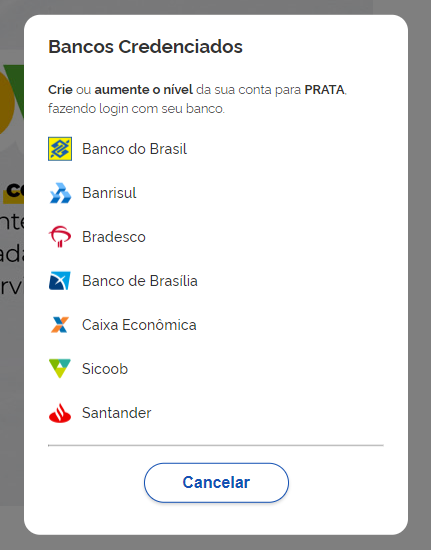 Bancos Credenciados
Crie ou aumente o nível da sua conta para PRATA.
fazendo login com seu banco.
Banco do Brasil
Banrisul
Bradesco
Banco de Brasília
Caixa Econômica
Sicoob
Santander
Cancelar